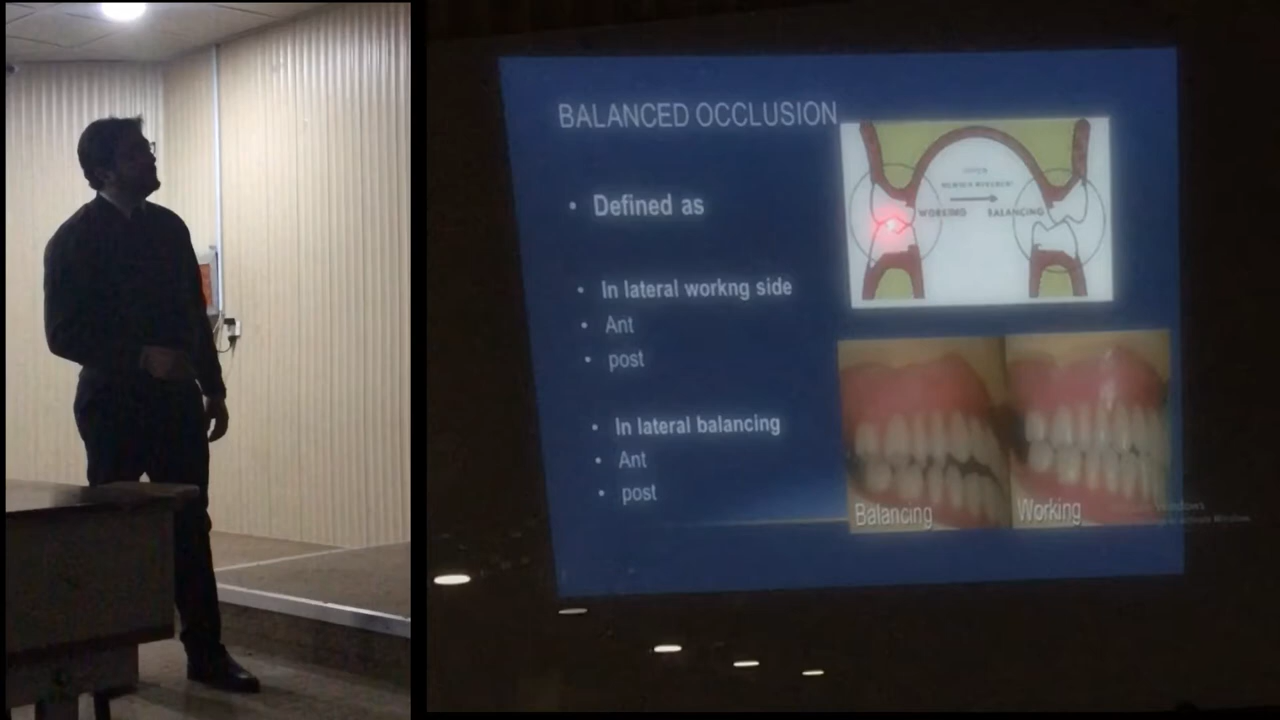 BALANCED OCCLUSION
• Defined as
• In lateral workng side
• Ant
• post
• In lateral balancing
• Ant
• post
WORKING BALANCING
Balancing
Working
Windows